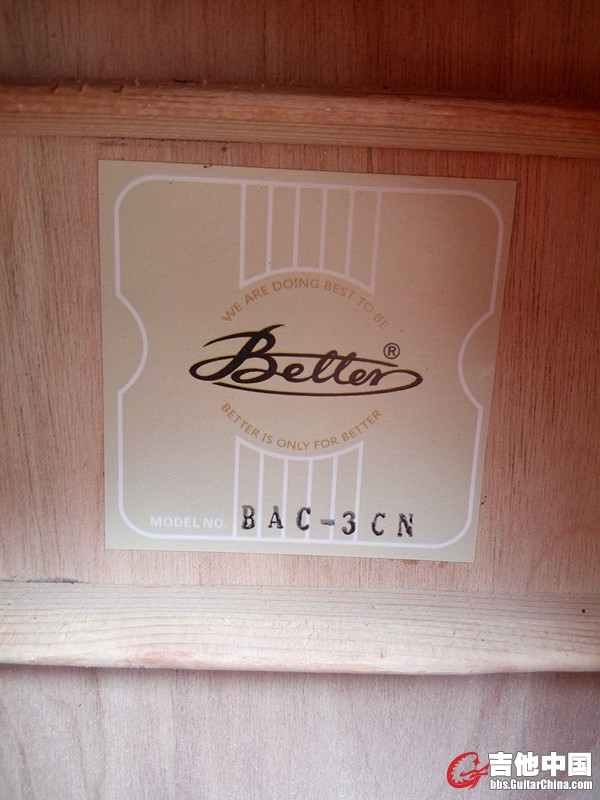 WE ARE DOING BEST TO BE
Better®
BETTER IS ONLY FOR BETTER
MODEL NO. BAC-3CN
吉他中国
bbs.GuitarChina.com